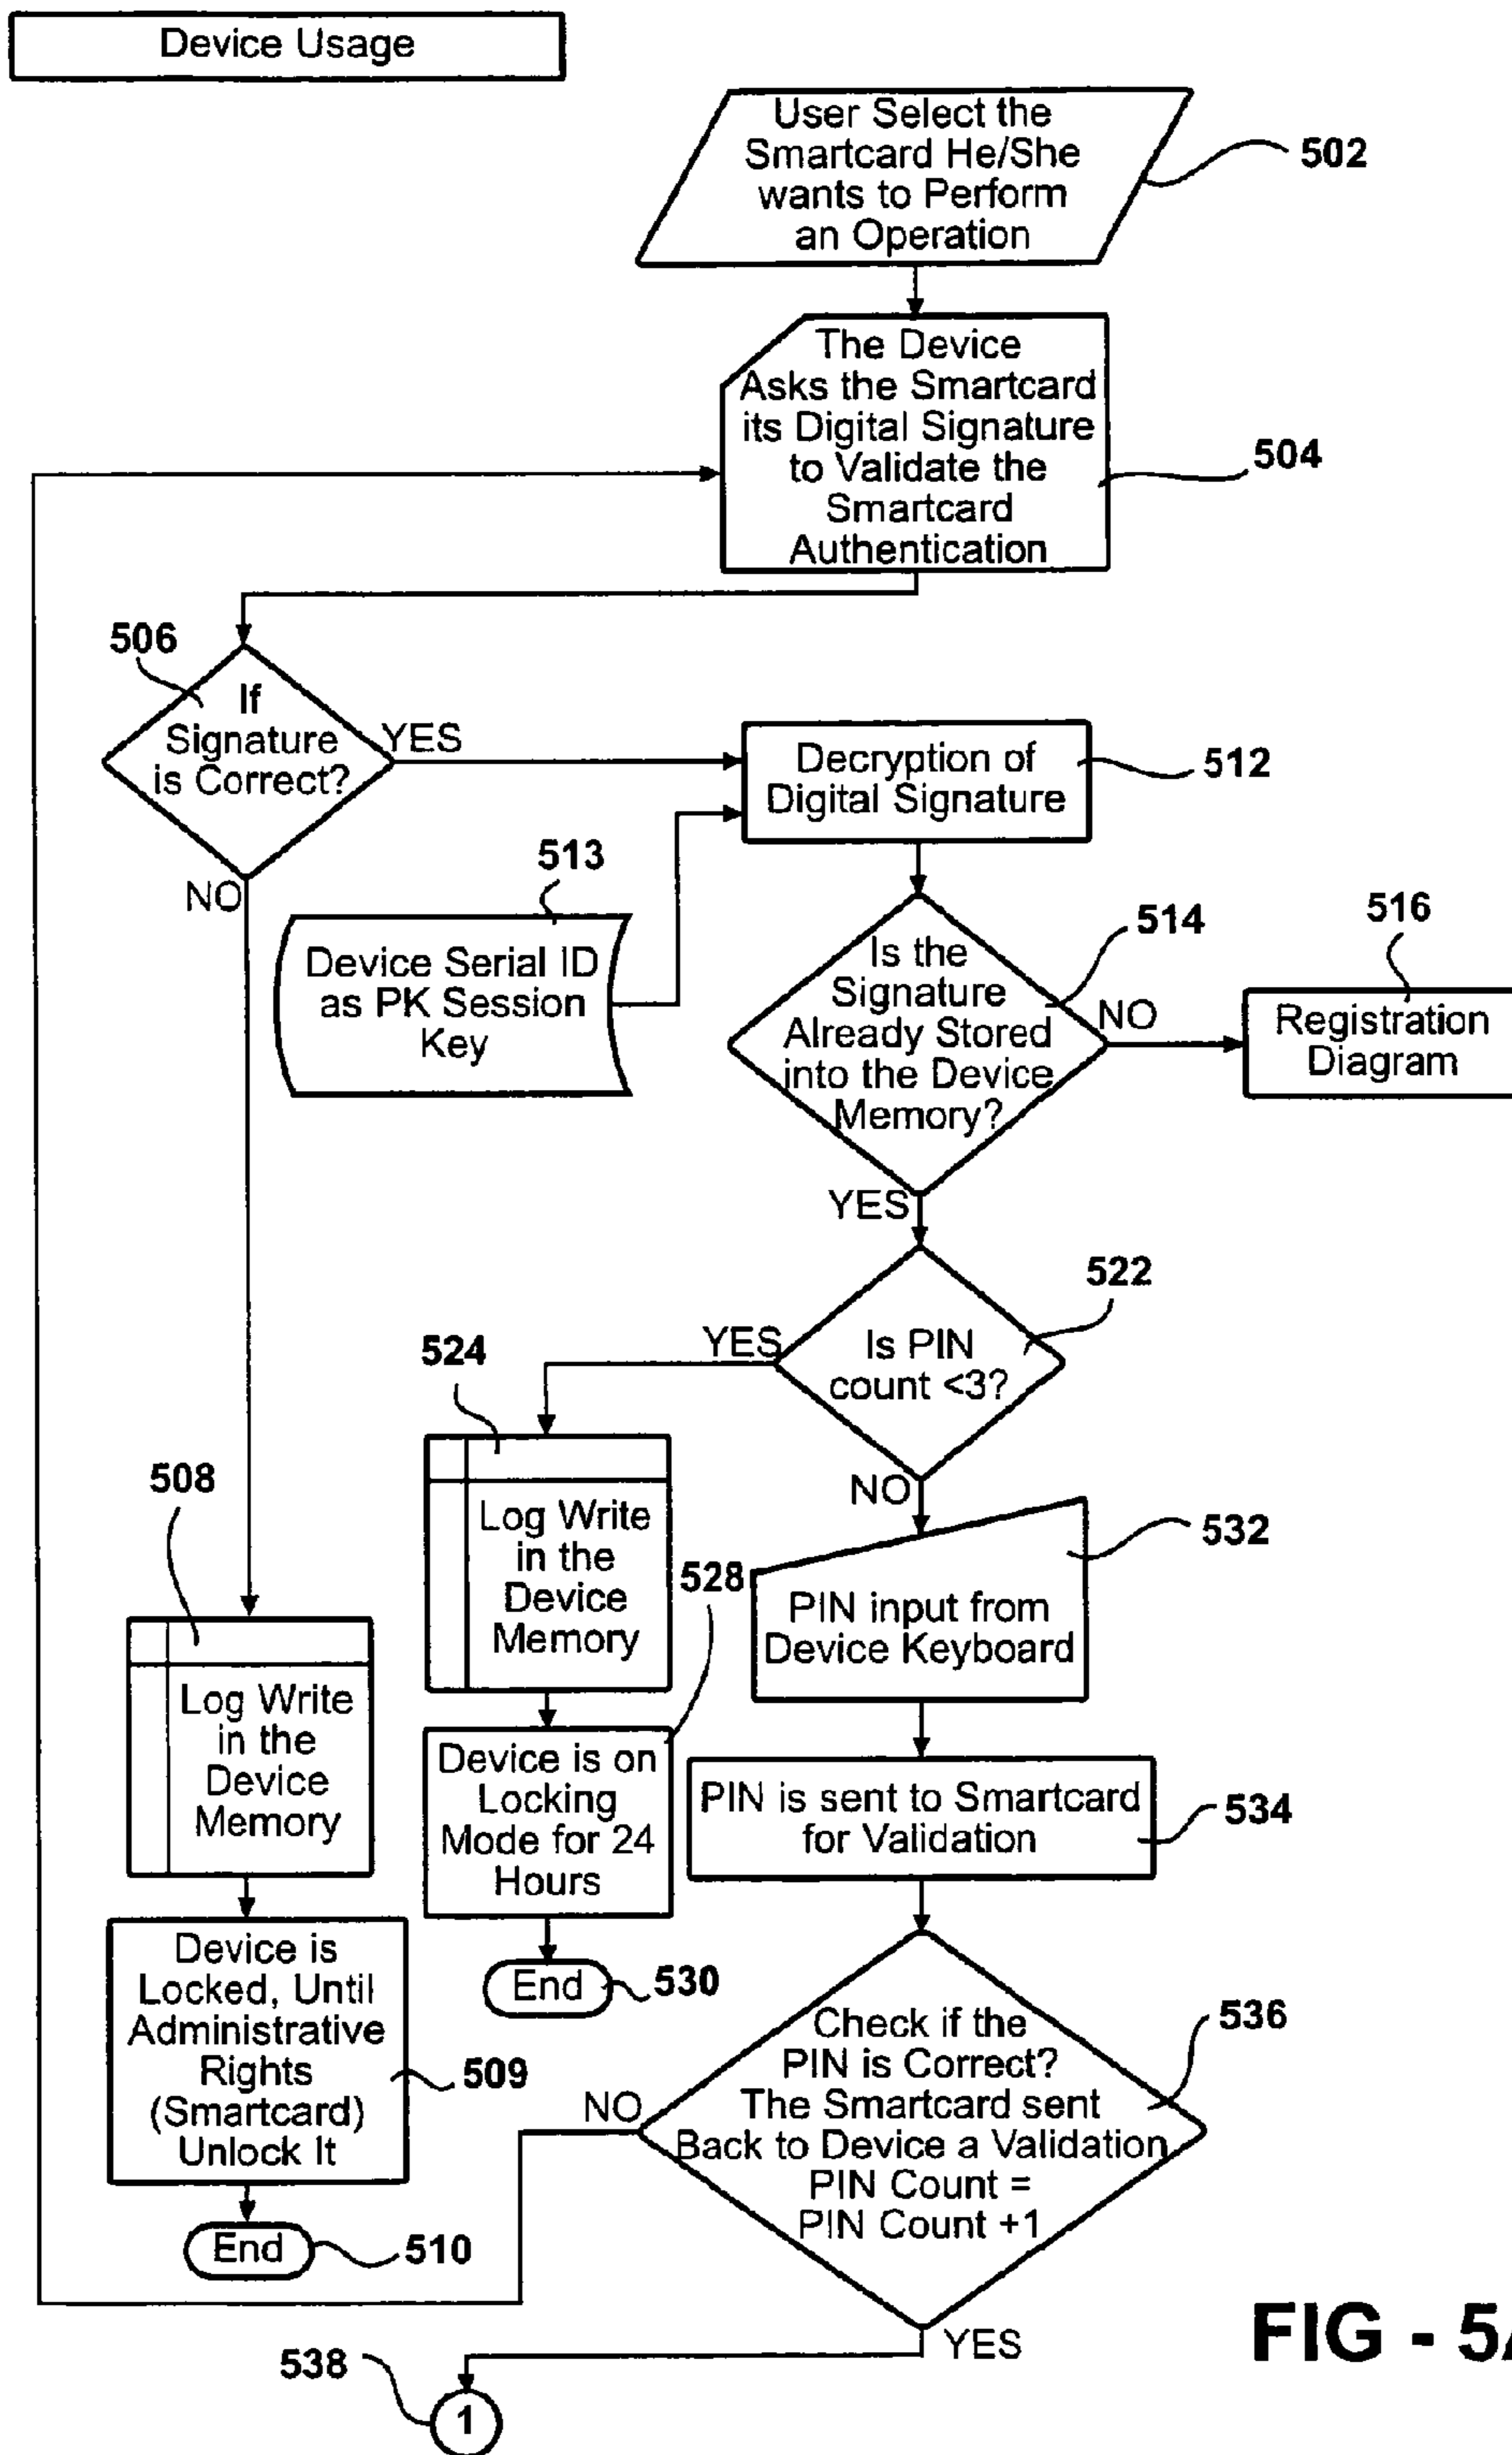 Device Usage
User Select the
Smartcard He/She
wants to Perform
an Operation
502
The Device
Asks the Smartcard
its Digital Signature
to Validate the
Smartcard
Authentication
504
506
If
Signature
is Correct?
YES
NO
Decryption of
Digital Signature
512
513
Device Serial ID
as PK Session
Key
Is the
Signature
Already Stored
into the Device
Memory?
514
NO
YES
516
Registration
Diagram
Is PIN
count <3?
522
YES
NO
524
Log Write
in the
Device
Memory
528
Device is on
Locking
Mode for 24
Hours
End
530
508
Log Write
in the
Device
Memory
Device is
Locked, Until
Administrative
Rights
(Smartcard)
Unlock It
509
End
510
PIN input from
Device Keyboard
532
PIN is sent to Smartcard
for Validation
534
Check if the
PIN is Correct?
The Smartcard sent
Back to Device a Validation
PIN Count =
PIN Count +1
536
NO
YES
538
1
FIG - 5A